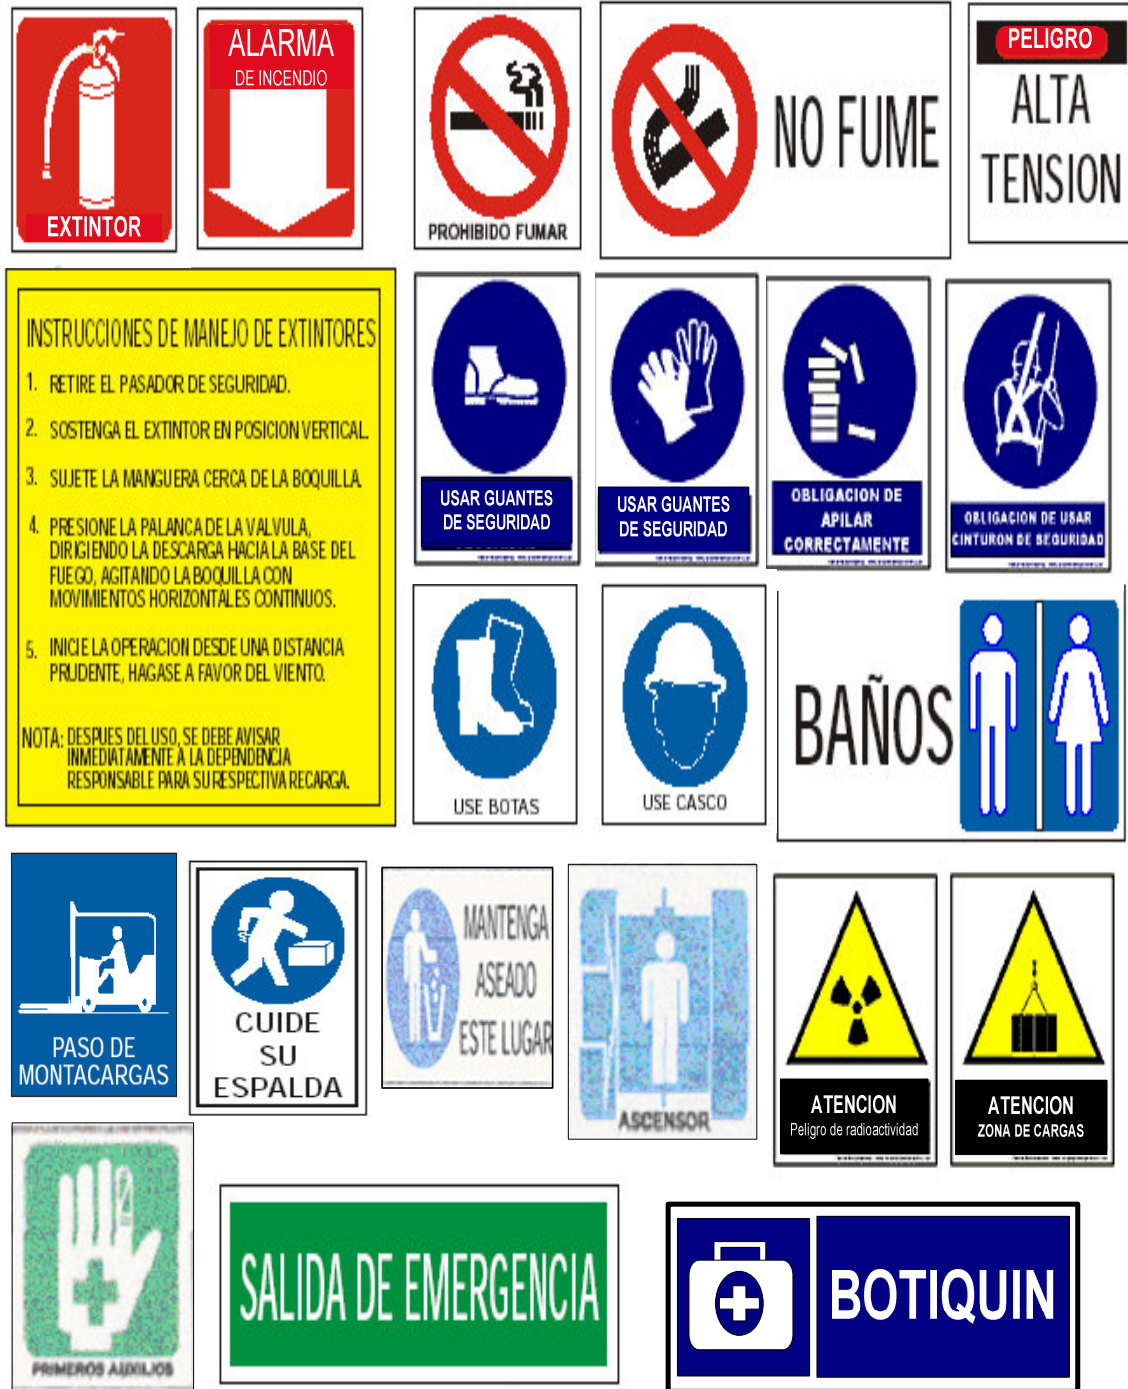 EXTINTOR
ALARMA
DE INCENDIO
PROHIBIDO FUMAR
NO FUME
PELIGRO
ALTA
TENSION
INSTRUCCIONES DE MANEJO DE EXTINTORES
1. RETIRE EL PASADOR DE SEGURIDAD.
2. SOSTENGA EL EXTINTOR EN POSICION VERTICAL.
3. SUJETE LA MANGUERA CERCA DE LA BOQUILLA.
4. PRESIONE LA PALANCA DE LA VALVULA,
DIRIGIENDO LA DESCARGA HACIA LA BASE DEL
FUEGO, AGITANDO LA BOQUILLA CON
MOVIMIENTOS HORIZONTALES CONTINUOS.
5. INICIE LA OPERACION DESDE UNA DISTANCIA
PRUDENTE, HAGASE A FAVOR DEL VIENTO.
NOTA: DESPUES DEL USO, SE DEBE AVISAR
INMEDIATAMENTE A LA DEPENDENCIA
RESPONSABLE PARA SU RESPECTIVA RECARGA.
USAR GUANTES
DE SEGURIDAD
USAR GUANTES
DE SEGURIDAD
OBLIGACION DE
APILAR
CORRECTAMENTE
OBLIGACION DE USAR
CINTURON DE SEGURIDAD
USE BOTAS
USE CASCO
BAÑOS
PASO DE
MONTACARGAS
CUIDE
SU
ESPALDA
MANTENGA
ASEADO
ESTE LUGAR
ASCENSOR
ATENCION
Peligro de radioactividad
ATENCION
ZONA DE CARGAS
PRIMEROS AUXILIOS
SALIDA DE EMERGENCIA
BOTIQUIN